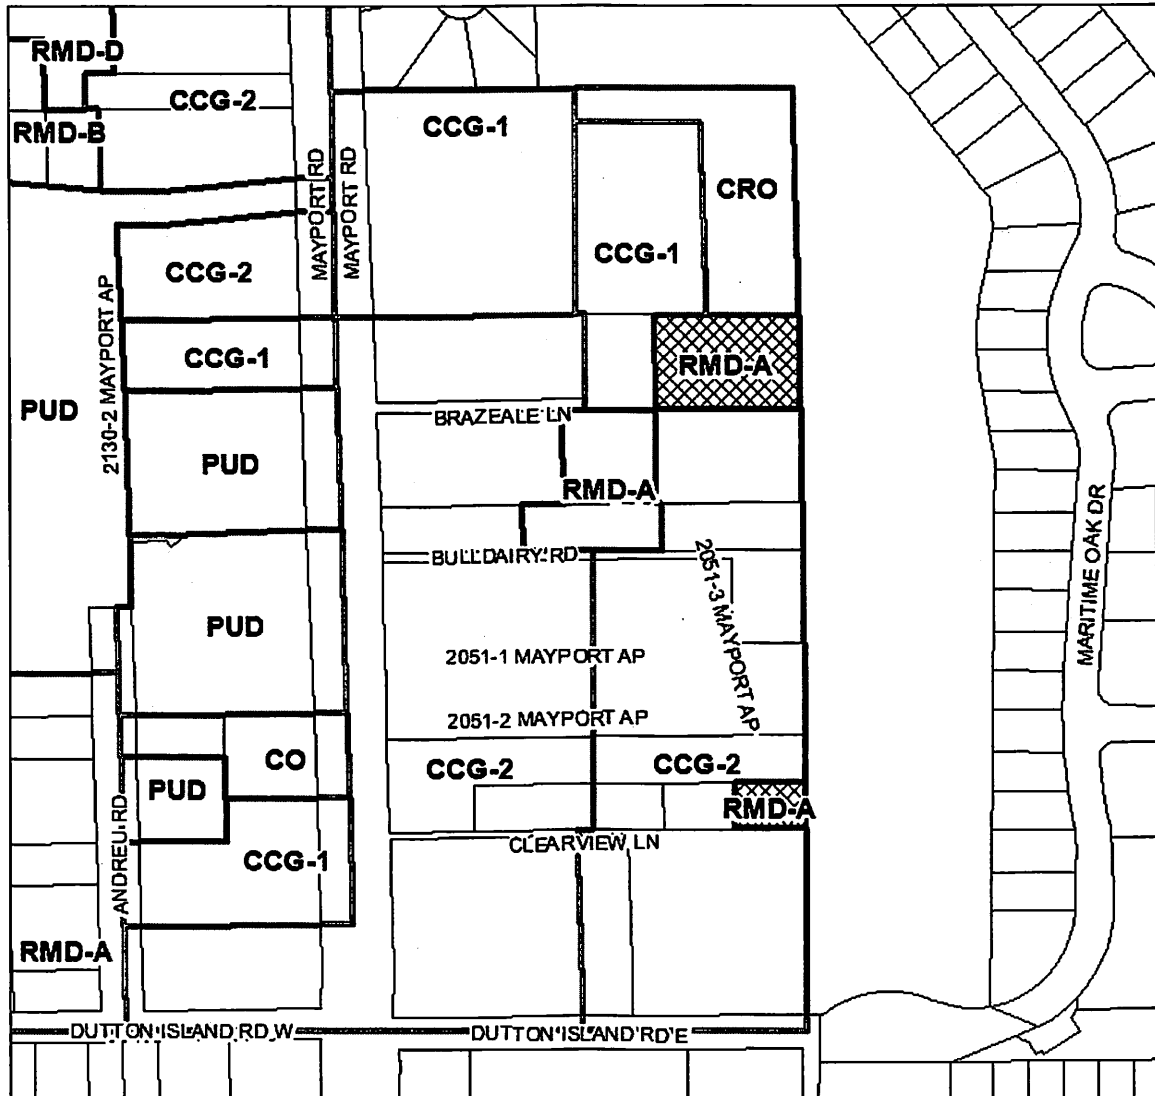 RMD-D
CCG-2
RMD-B
CCG-1
MAYPORT RD
MAYPORT RD
CRO
CCG-1
CCG-2
2130-2 MAYPORT AP
CCG-1
RMD-A
PUD
BRAZEALE LN
PUD
RMD-A
BULLDAIRY RD
2051-3 MAYPORT AP
MARITIME OAK DR
PUD
2051-1 MAYPORT AP
2051-2 MAYPORT AP
CO
CCG-2
CCG-2
PUD
RMD-A
ANDREU RD
CLEARVIEW LN
CCG-1
RMD-A
DUTTON ISLAND RD W
DUTTON ISLAND RD E